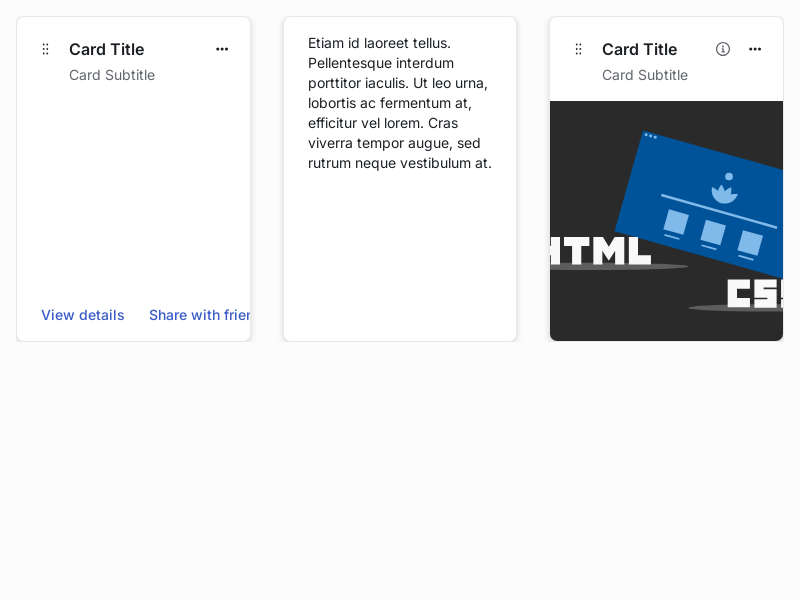 Card Title
Card Subtitle
View details
Share with frien
Etiam id laoreet tellus.
Pellentesque interdum
porttitor iaculis. Ut leo urna,
lobortis ac fermentum at,
efficitur vel lorem. Cras
viverra tempor augue, sed
rutrum neque vestibulum at.
Card Title
Card Subtitle
HTML
CSS